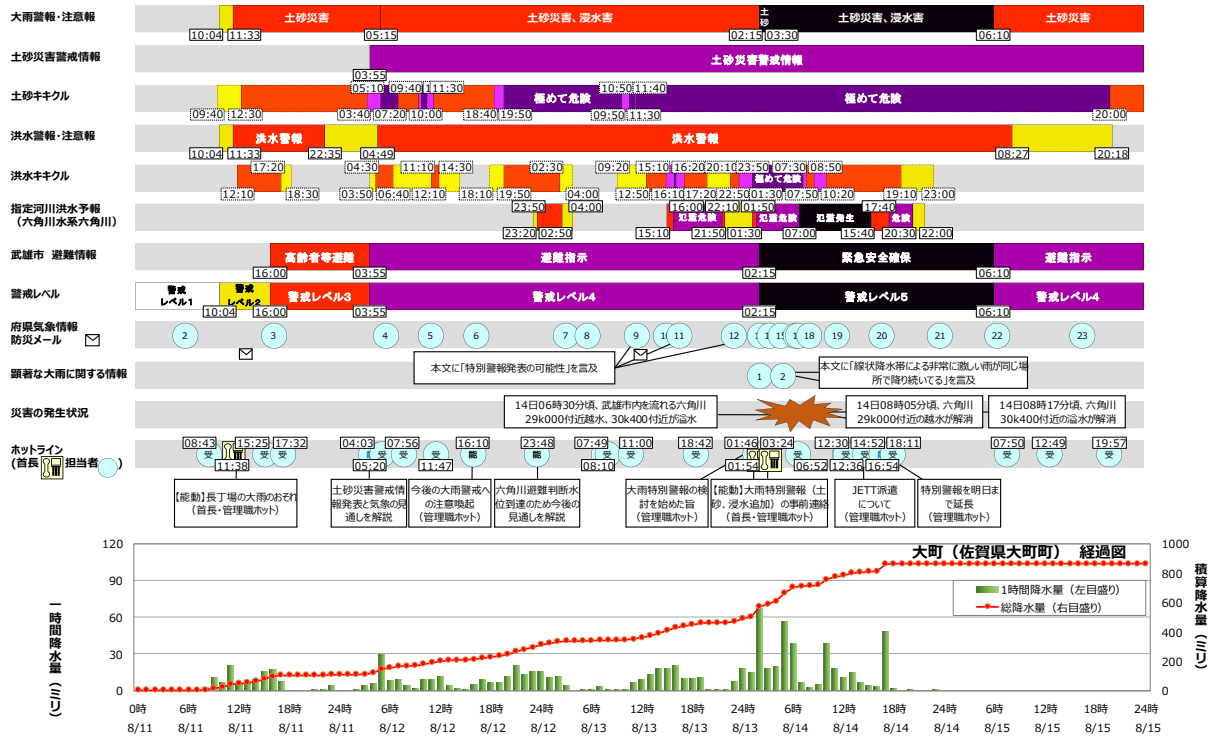 大雨警報・注意報
土砂災害
土砂災害、浸水害
土砂
土砂災害、浸水害
土砂災害
10:04 11:33 05:15 02:15 03:30 06:10
土砂災害警戒情報
土砂災害警戒情報
03:55
土砂キキクル
05:10 09:40 11:30 10:50 11:40
極めて危険
極めて危険
09:40 12:30 03:40 07:20 10:00 18:40 19:50 09:50 11:30 20:00
洪水警報・注意報
洪水警報
洪水警報
10:04 11:33 22:35 04:49 08:27 20:18
洪水キキクル
17:20 04:30 11:10 14:30 02:30 09:20 15:10 16:20 20:10 23:50 07:30 08:50
極めて危険
12:10 18:30 03:50 06:40 12:10 18:10 19:50 04:00 12:50 16:10 17:20 22:50 01:30 07:50 10:20 19:10 23:00
指定河川洪水予報
(六角川水系六角川)
23:50 04:00 16:00 22:10 01:50 17:40
氾濫危険
氾濫危険
氾濫発生
危険
23:20 02:50 15:10 21:50 01:30 07:00 15:40 20:30 22:00
武雄市 避難情報
高齢者等避難
避難指示
緊急安全確保
避難指示
16:00 03:55 02:15 06:10
警戒レベル
警戒
レベル1
警戒
レベル2
警戒レベル3
警戒レベル4
警戒レベル5
警戒レベル4
10:04 16:00 03:55 02:15 06:10
府県気象情報
防災メール
2 3 4 5 6 7 8 9 11 12 18 19 20 21 22 23
本文に「特別警報発表の可能性」を言及
顕著な大雨に関する情報
1 2
本文に「線状降水帯による非常に激しい雨が同じ場
所で降り続いてる」を言及
災害の発生状況
14日06時30分頃、武雄市内を流れる六角川
29k000付近越水、30k400付近が溢水
14日08時05分頃、六角川
29k000付近の越水が解消
14日08時17分頃、六角川
30k400付近の溢水が解消
ホットライン
(首長 担当者 )
08:43 15:25 17:32 04:03 07:56 16:10 23:48 07:49 11:00 18:42 01:46 03:24 12:30 14:52 18:11 07:50 12:49 19:57
受 受 受 受 受 受 能 能 受 受 受 受 受 受 受 受 受 受
11:38 05:20 11:47 08:10 01:54 06:52 12:36 16:54
【能動】長丁場の大雨のおそれ
(首長・管理職ホット)
土砂災害警戒情
報発表と気象の見
通しを解説
今後の大雨警戒へ
の注意喚起
(管理職ホット)
六角川避難判断水
位到達のため今後の
見通しを解説
大雨特別警報の検
討を始めた旨
(管理職ホット)
【能動】大雨特別警報(土
砂、浸水追加)の事前連絡
(首長・管理職ホット)
JETT派遣
について
(管理職ホット)
特別警報を明日ま
で延長
(管理職ホット)
大町(佐賀県大町町) 経過図
1時間降水量(左目盛り)
総降水量(右目盛り)
一時間降水量(ミリ)
120
90
60
30
0
積算降水量(ミリ)
1000
800
600
400
200
0
0時 6時 12時 18時 0時 6時 12時 18時 0時 6時 12時 18時 0時 6時 12時 18時 0時 6時 12時 18時 24時
8/11 8/11 8/11 8/11 8/12 8/12 8/12 8/12 8/13 8/13 8/13 8/13 8/14 8/14 8/14 8/14 8/15 8/15 8/15 8/15